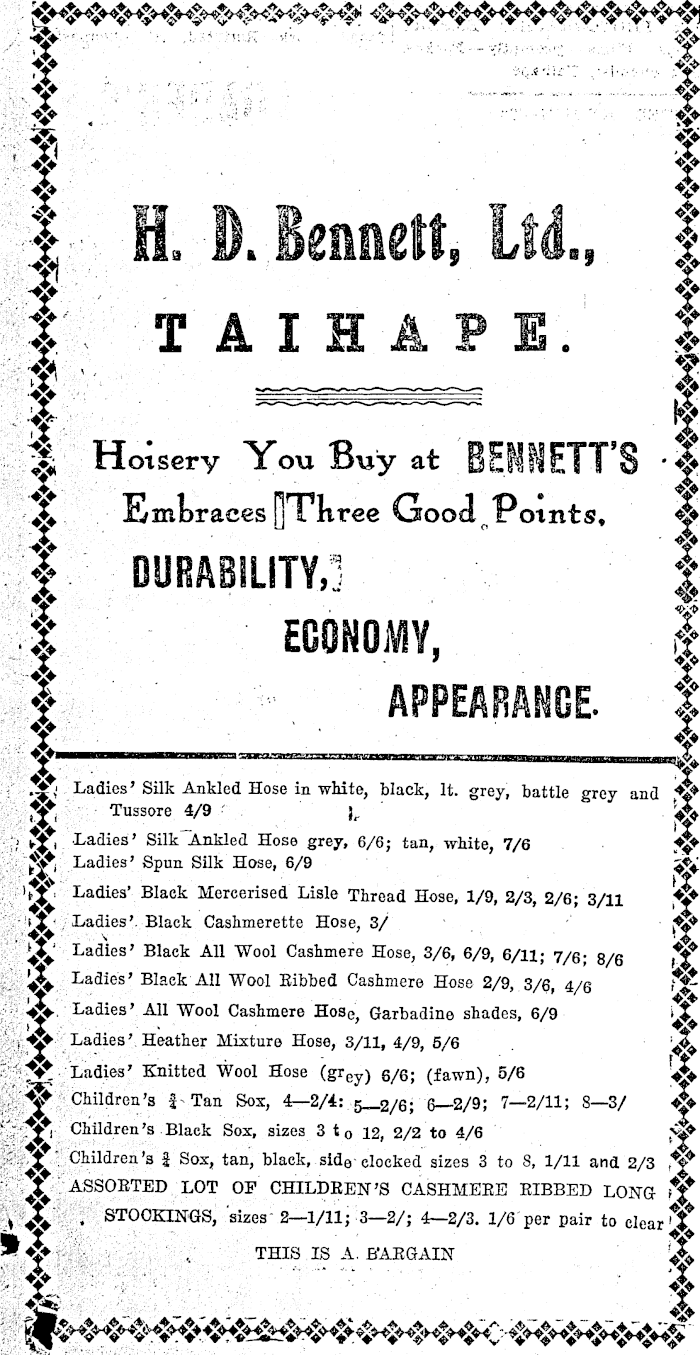 H. D. Bennett, Ltd.,
TAIHAPE.
Hoisery You Buy at BENNETT'S
Embraces Three Good Points.
DURABILITY,
ECONOMY,
APPEARANCE.
Ladies' Silk Ankled Hose in white, black, lt. grey, battle grey and
Tussore 4/9
Ladies' Silk Ankled Hose grey, 6/6; tan, white, 7/6
Ladies' Spun Silk Hose, 6/9
Ladies' Black Mercerised Lisle Thread Hose, 1/9, 2/3, 2/6; 3/11
Ladies' Black Cashmerette Hose, 3/
Ladies' Black All Wool Cashmere Hose, 3/6, 6/9, 6/11; 7/6; 8/6
Ladies' Black All Wool Ribbed Cashmere Hose 2/9, 3/6, 4/6
Ladies' All Wool Cashmere Hose, Garbadine shades, 6/9
Ladies' Heather Mixture Hose, 3/11, 4/9, 5/6
Ladies' Knitted Wool Hose (grey) 6/6; (fawn), 5/6
Children's ¾ Tan Sox, 4—2/4: 5—2/6; 6—2/9; 7—2/11; 8—3/
Children's Black Sox, sizes 3 to 12, 2/2 to 4/6
Children's ¾ Sox, tan, black, side clocked sizes 3 to 8, 1/11 and 2/3
ASSORTED LOT OF CHILDREN'S CASHMERE RIBBED LONG
STOCKINGS, sizes 2—1/11; 3—2/; 4—2/3. 1/6 per pair to clear
THIS IS A BARGAIN